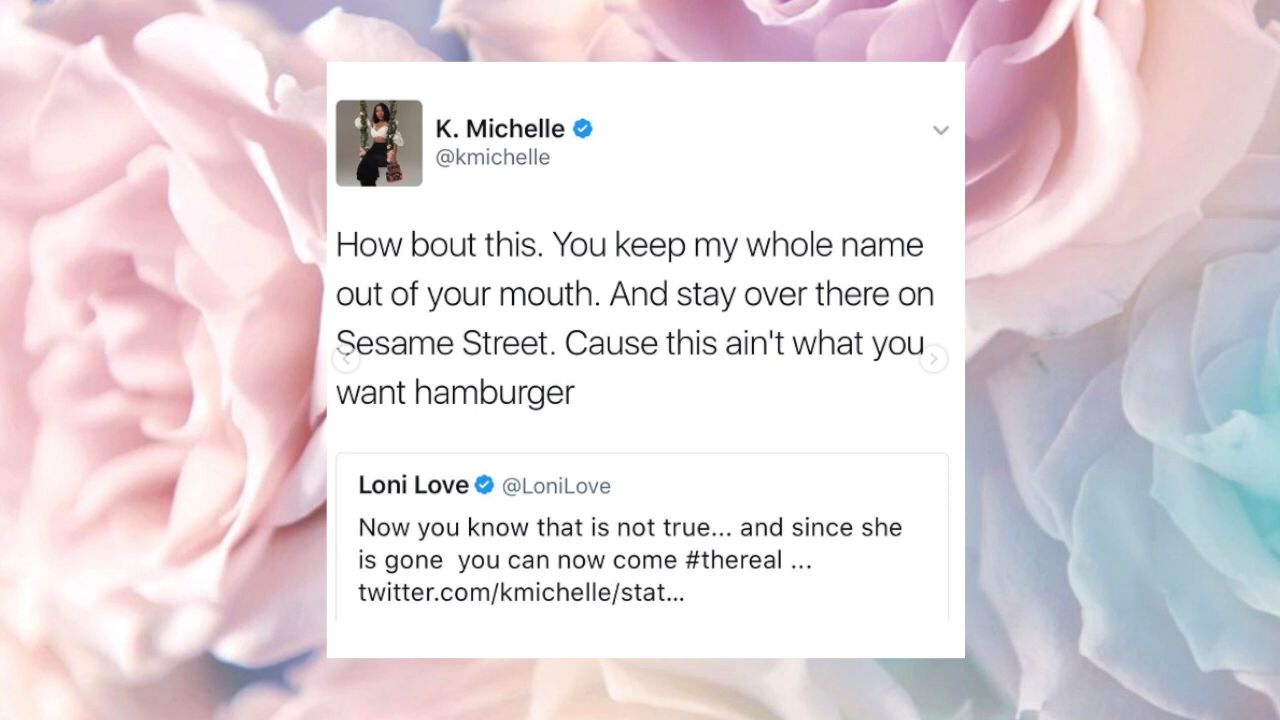 K. Michelle
@kmichelle
How bout this. You keep my whole name
out of your mouth. And stay over there on
Sesame Street. Cause this ain't what you
want hamburger
Loni Love @LoniLove
Now you know that is not true... and since she
is gone  you can now come #thereal ...
twitter.com/kmichelle/stat...